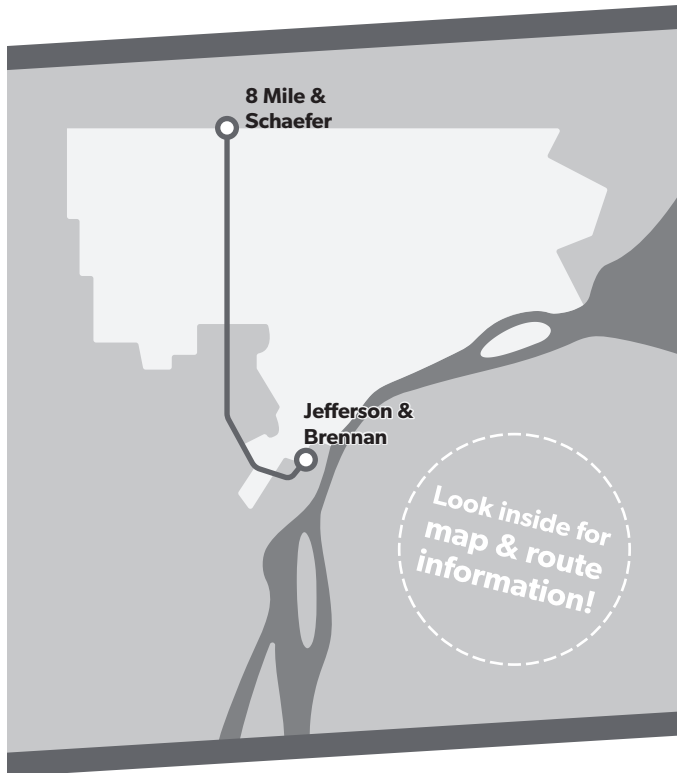 8 Mile &
Schaefer
Jefferson &
Brennan
Look inside for
map & route
information!